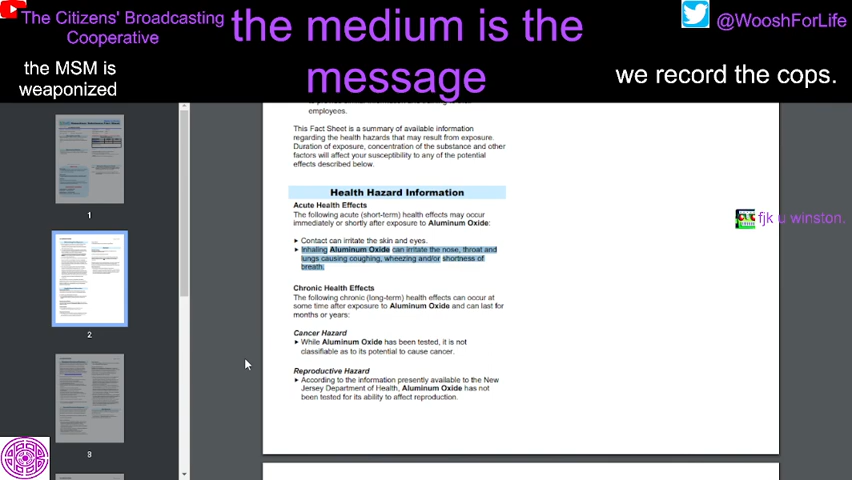 The Citizens' Broadcasting
Cooperative
the MSM is
weaponized
the medium is the
message
@WooshForLife
we record the cops.
fjk u winston.
employees.
This Fact Sheet is a summary of available information
regarding the health hazards that may result from exposure.
Duration of exposure, concentration of the substance and other
factors will affect your susceptibility to any of the potential
effects described below.
Health Hazard Information
Acute Health Effects
The following acute (short-term) health effects may occur
immediately or shortly after exposure to Aluminum Oxide:
Contact can irritate the skin and eyes.
Inhaling Aluminum Oxide can irritate the nose, throat and
lungs causing coughing, wheezing and/or shortness of
breath.
Chronic Health Effects
The following chronic (long-term) health effects can occur at
some time after exposure to Aluminum Oxide and can last for
months or years:
Cancer Hazard
While Aluminum Oxide has been tested, it is not
classifiable as to its potential to cause cancer.
Reproductive Hazard
According to the information presently available to the New
Jersey Department of Health, Aluminum Oxide has not
been tested for its ability to affect reproduction.
1
2
3